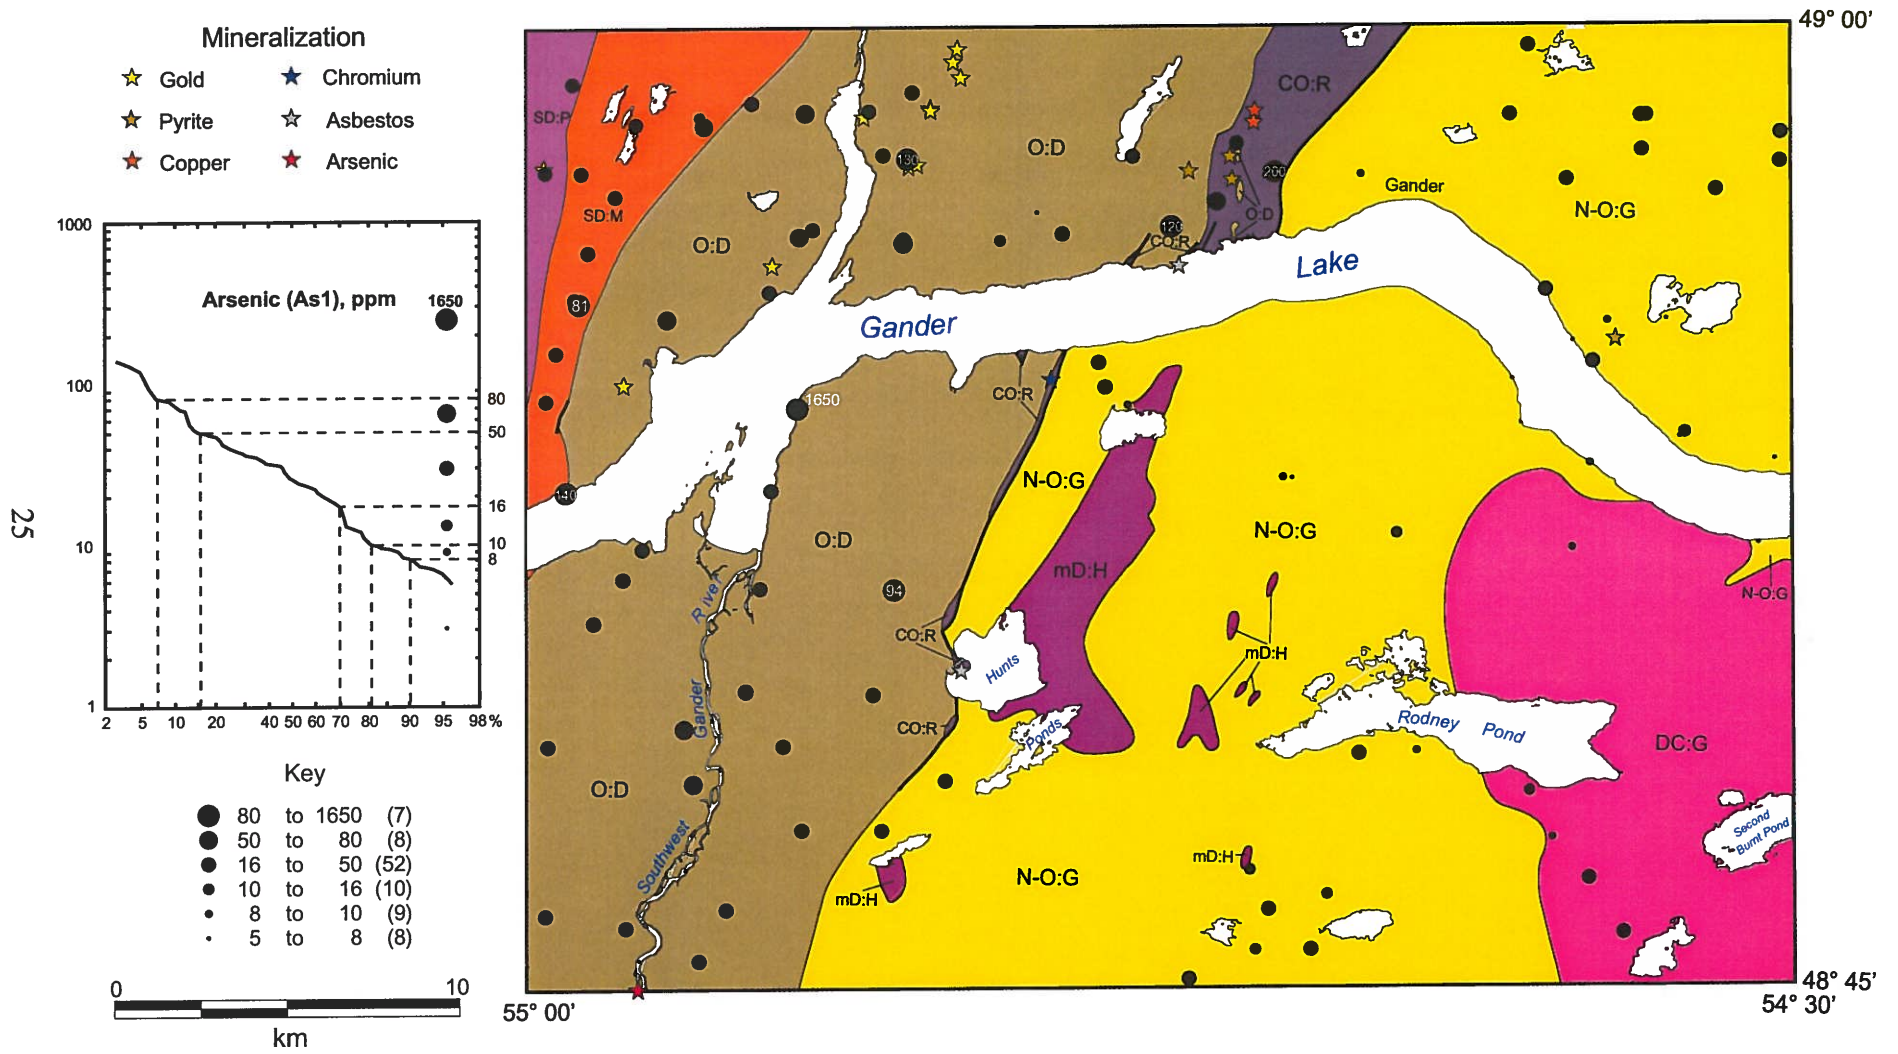 Mineralization
Gold
Chromium
Pyrite
Asbestos
Copper
Arsenic
1000
100
10
1
Arsenic (As1), ppm
1650
80
50
16
10
8
2 5 10 20 40 50 60 70 80 90 95 98 %
Key
80 to 1650 (7)
50 to 80 (8)
16 to 50 (52)
10 to 16 (10)
8 to 10 (9)
5 to 8 (8)
0 10
km
25
49° 00'
48° 45'
55° 00'
54° 30'
SD:P
SD:M
O:D
O:D
CO:R
130
200
120
CO:R
O:D
Gander
N-O:G
81
Gander
Lake
1650
140
CO:R
N-O:G
O:D
94
mD:H
N-O:G
N-O:G
River
CO:R
Hunts
mD:H
Gander
CO:R
Ponds
Rodney Pond
DC:G
O:D
Southwest
Second
Burnt Pond
mD:H
mD:H
N-O:G